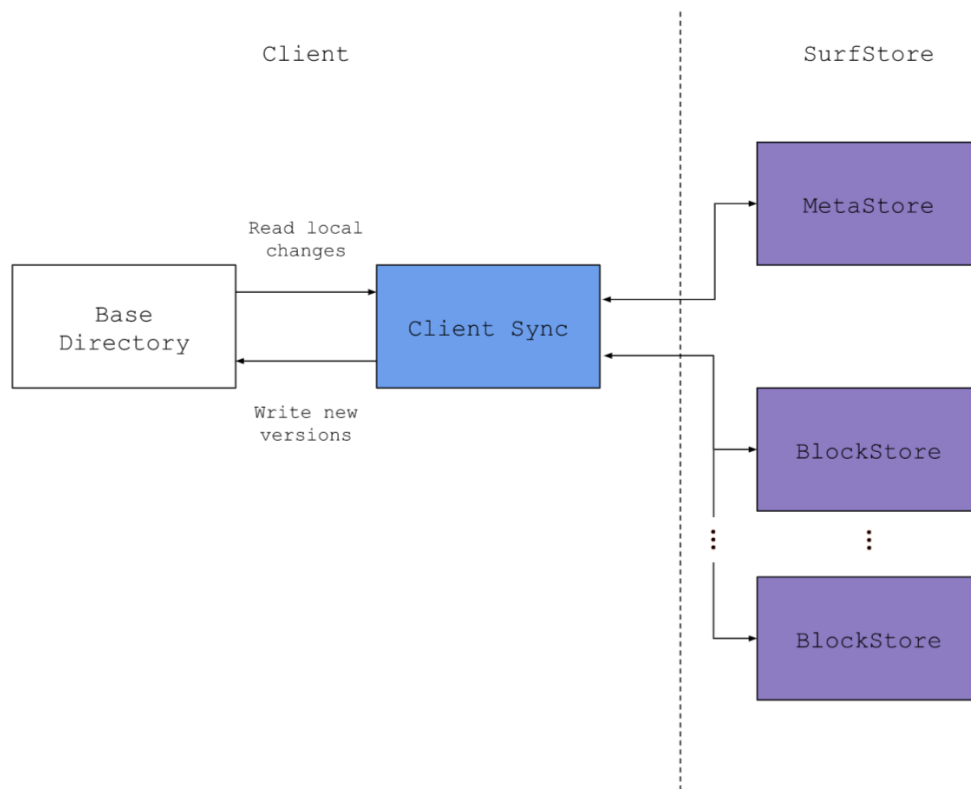 Client
SurfStore
MetaStore
Read local
changes
Base
Directory
Client Sync
Write new
versions
BlockStore
BlockStore